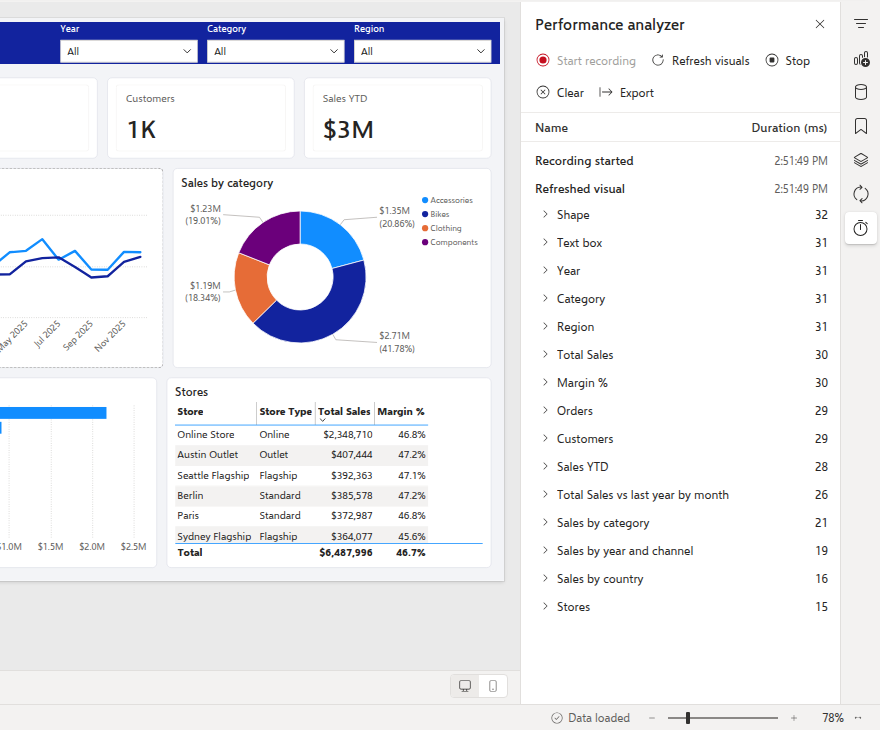 Year
Category
Region
All
All
All
Customers
1K
Sales YTD
$3M
May 2025
Jul 2025
Sep 2025
Nov 2025
Sales by category
$1.23M
(19.01%)
$1.35M
(20.86%)
$1.19M
(18.34%)
$2.71M
(41.78%)
Accessories
Bikes
Clothing
Components
$1.0M $1.5M $2.0M $2.5M
Stores
Store Store Type Total Sales Margin %
Online Store Online $2,348,710 46.8%
Austin Outlet Outlet $407,444 47.2%
Seattle Flagship Flagship $392,363 47.1%
Berlin Standard $385,578 47.2%
Paris Standard $372,987 46.8%
Sydney Flagship Flagship $364,077 45.6%
Total $6,487,996 46.7%
Performance analyzer
Start recording Refresh visuals Stop
Clear Export
Name Duration (ms)
Recording started 2:51:49 PM
Refreshed visual 2:51:49 PM
Shape 32
Text box 31
Year 31
Category 31
Region 31
Total Sales 30
Margin % 30
Orders 29
Customers 29
Sales YTD 28
Total Sales vs last year by month 26
Sales by category 21
Sales by year and channel 19
Sales by country 16
Stores 15
Data loaded 78%